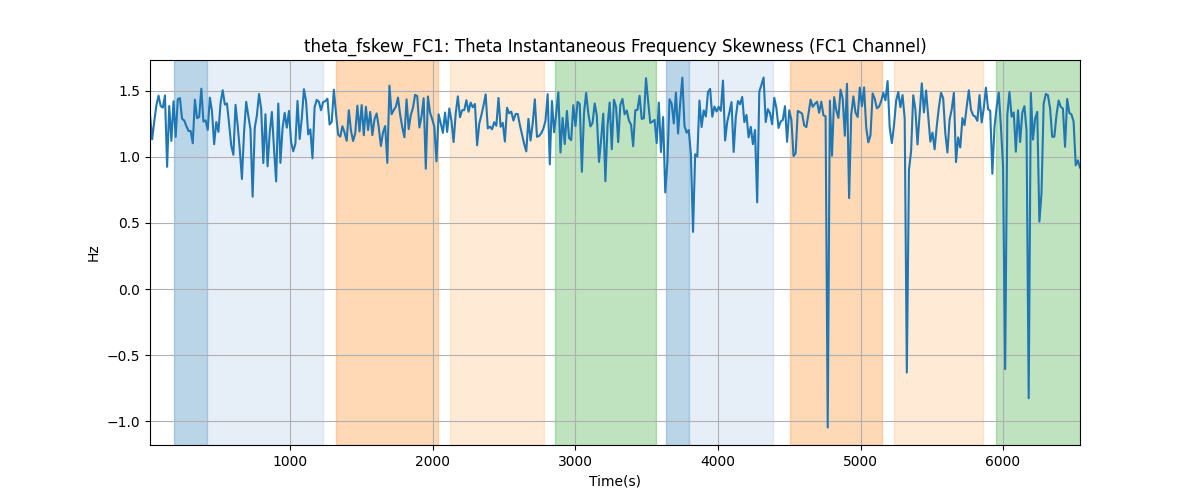 theta_fskew_FC1: Theta Instantaneous Frequency Skewness (FC1 Channel)
Hz
1.5
1.0
0.5
0.0
−0.5
−1.0
1000 2000 3000 4000 5000 6000
Time(s)